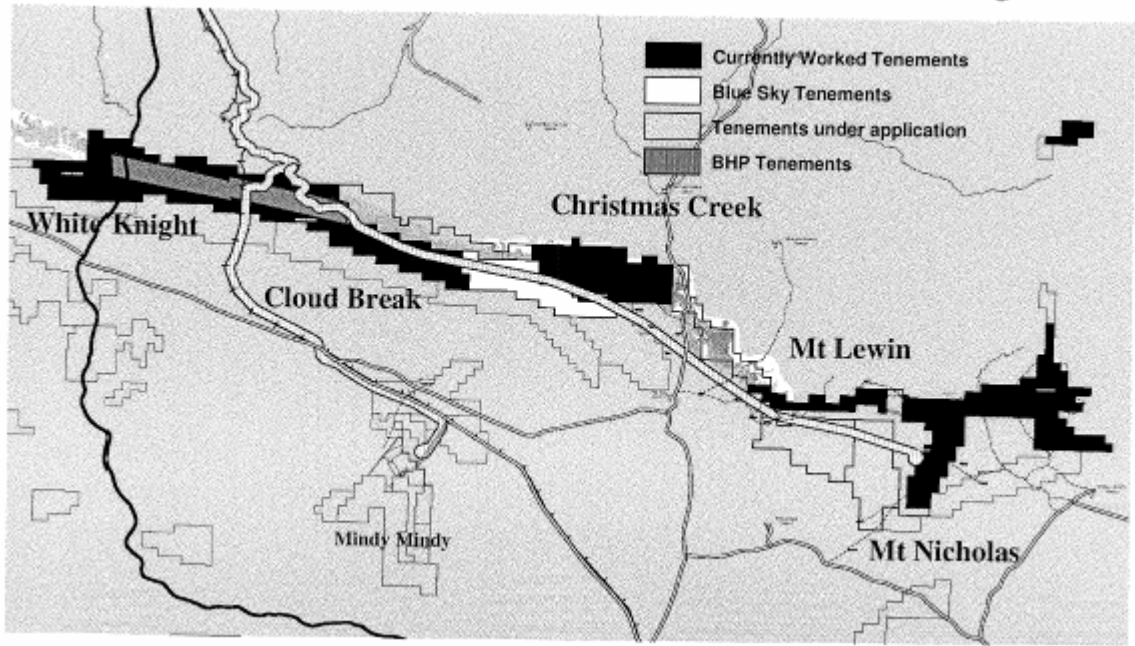 Currently Worked Tenements
Blue Sky Tenements
Tenements under application
BHP Tenements
Christmas Creek
White Knight
Cloud Break
Mt Lewin
Mindy Mindy
Mt Nicholas